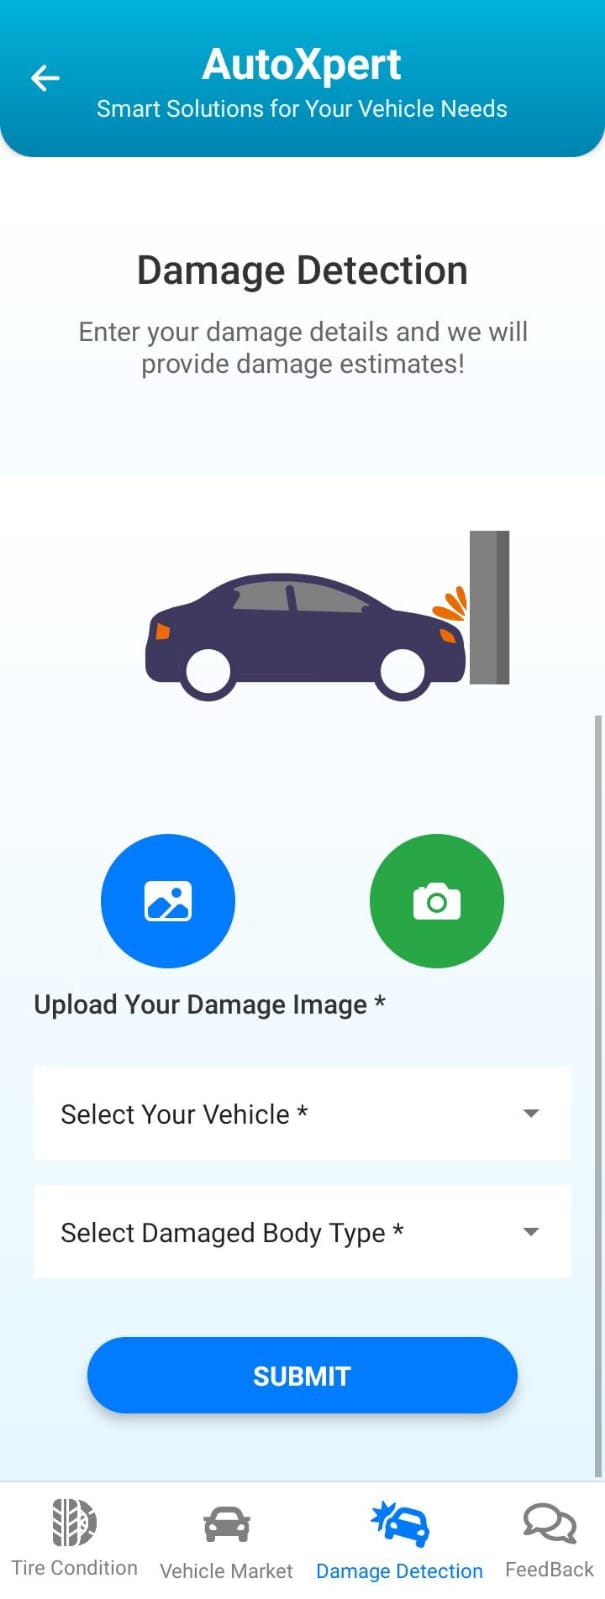 AutoXpert
Smart Solutions for Your Vehicle Needs
Damage Detection
Enter your damage details and we will
provide damage estimates!
Upload Your Damage Image *
Select Your Vehicle *
Select Damaged Body Type *
SUBMIT
Tire Condition
Vehicle Market
Damage Detection
FeedBack